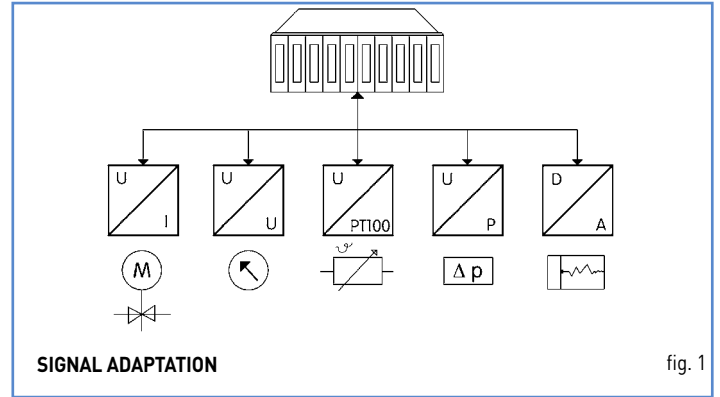 U I U U U PT100 U P D A
ϑ
M Δ p
SIGNAL ADAPTATION fig. 1